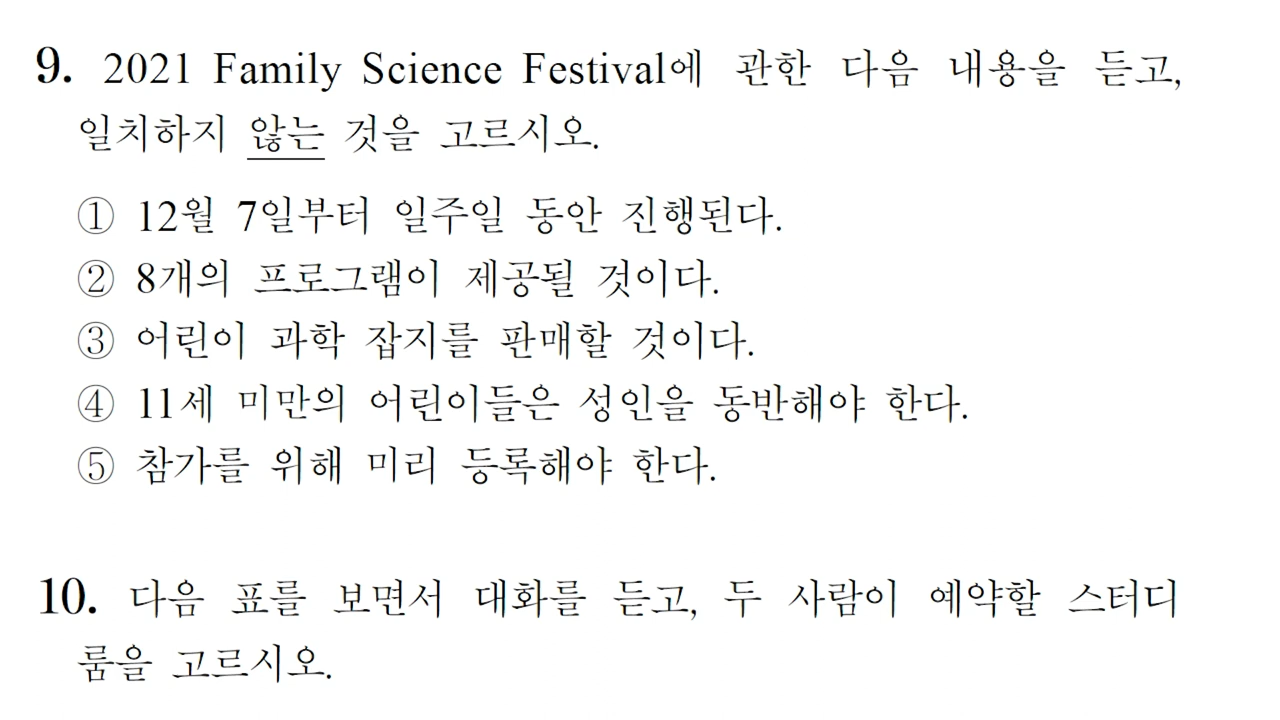 9. 2021 Family Science Festival에 관한 다음 내용을 듣고,
일치하지 않는 것을 고르시오.
① 12월 7일부터 일주일 동안 진행된다.
② 8개의 프로그램이 제공될 것이다.
③ 어린이 과학 잡지를 판매할 것이다.
④ 11세 미만의 어린이들은 성인을 동반해야 한다.
⑤ 참가를 위해 미리 등록해야 한다.
10. 다음 표를 보면서 대화를 듣고, 두 사람이 예약할 스터디
룸을 고르시오.